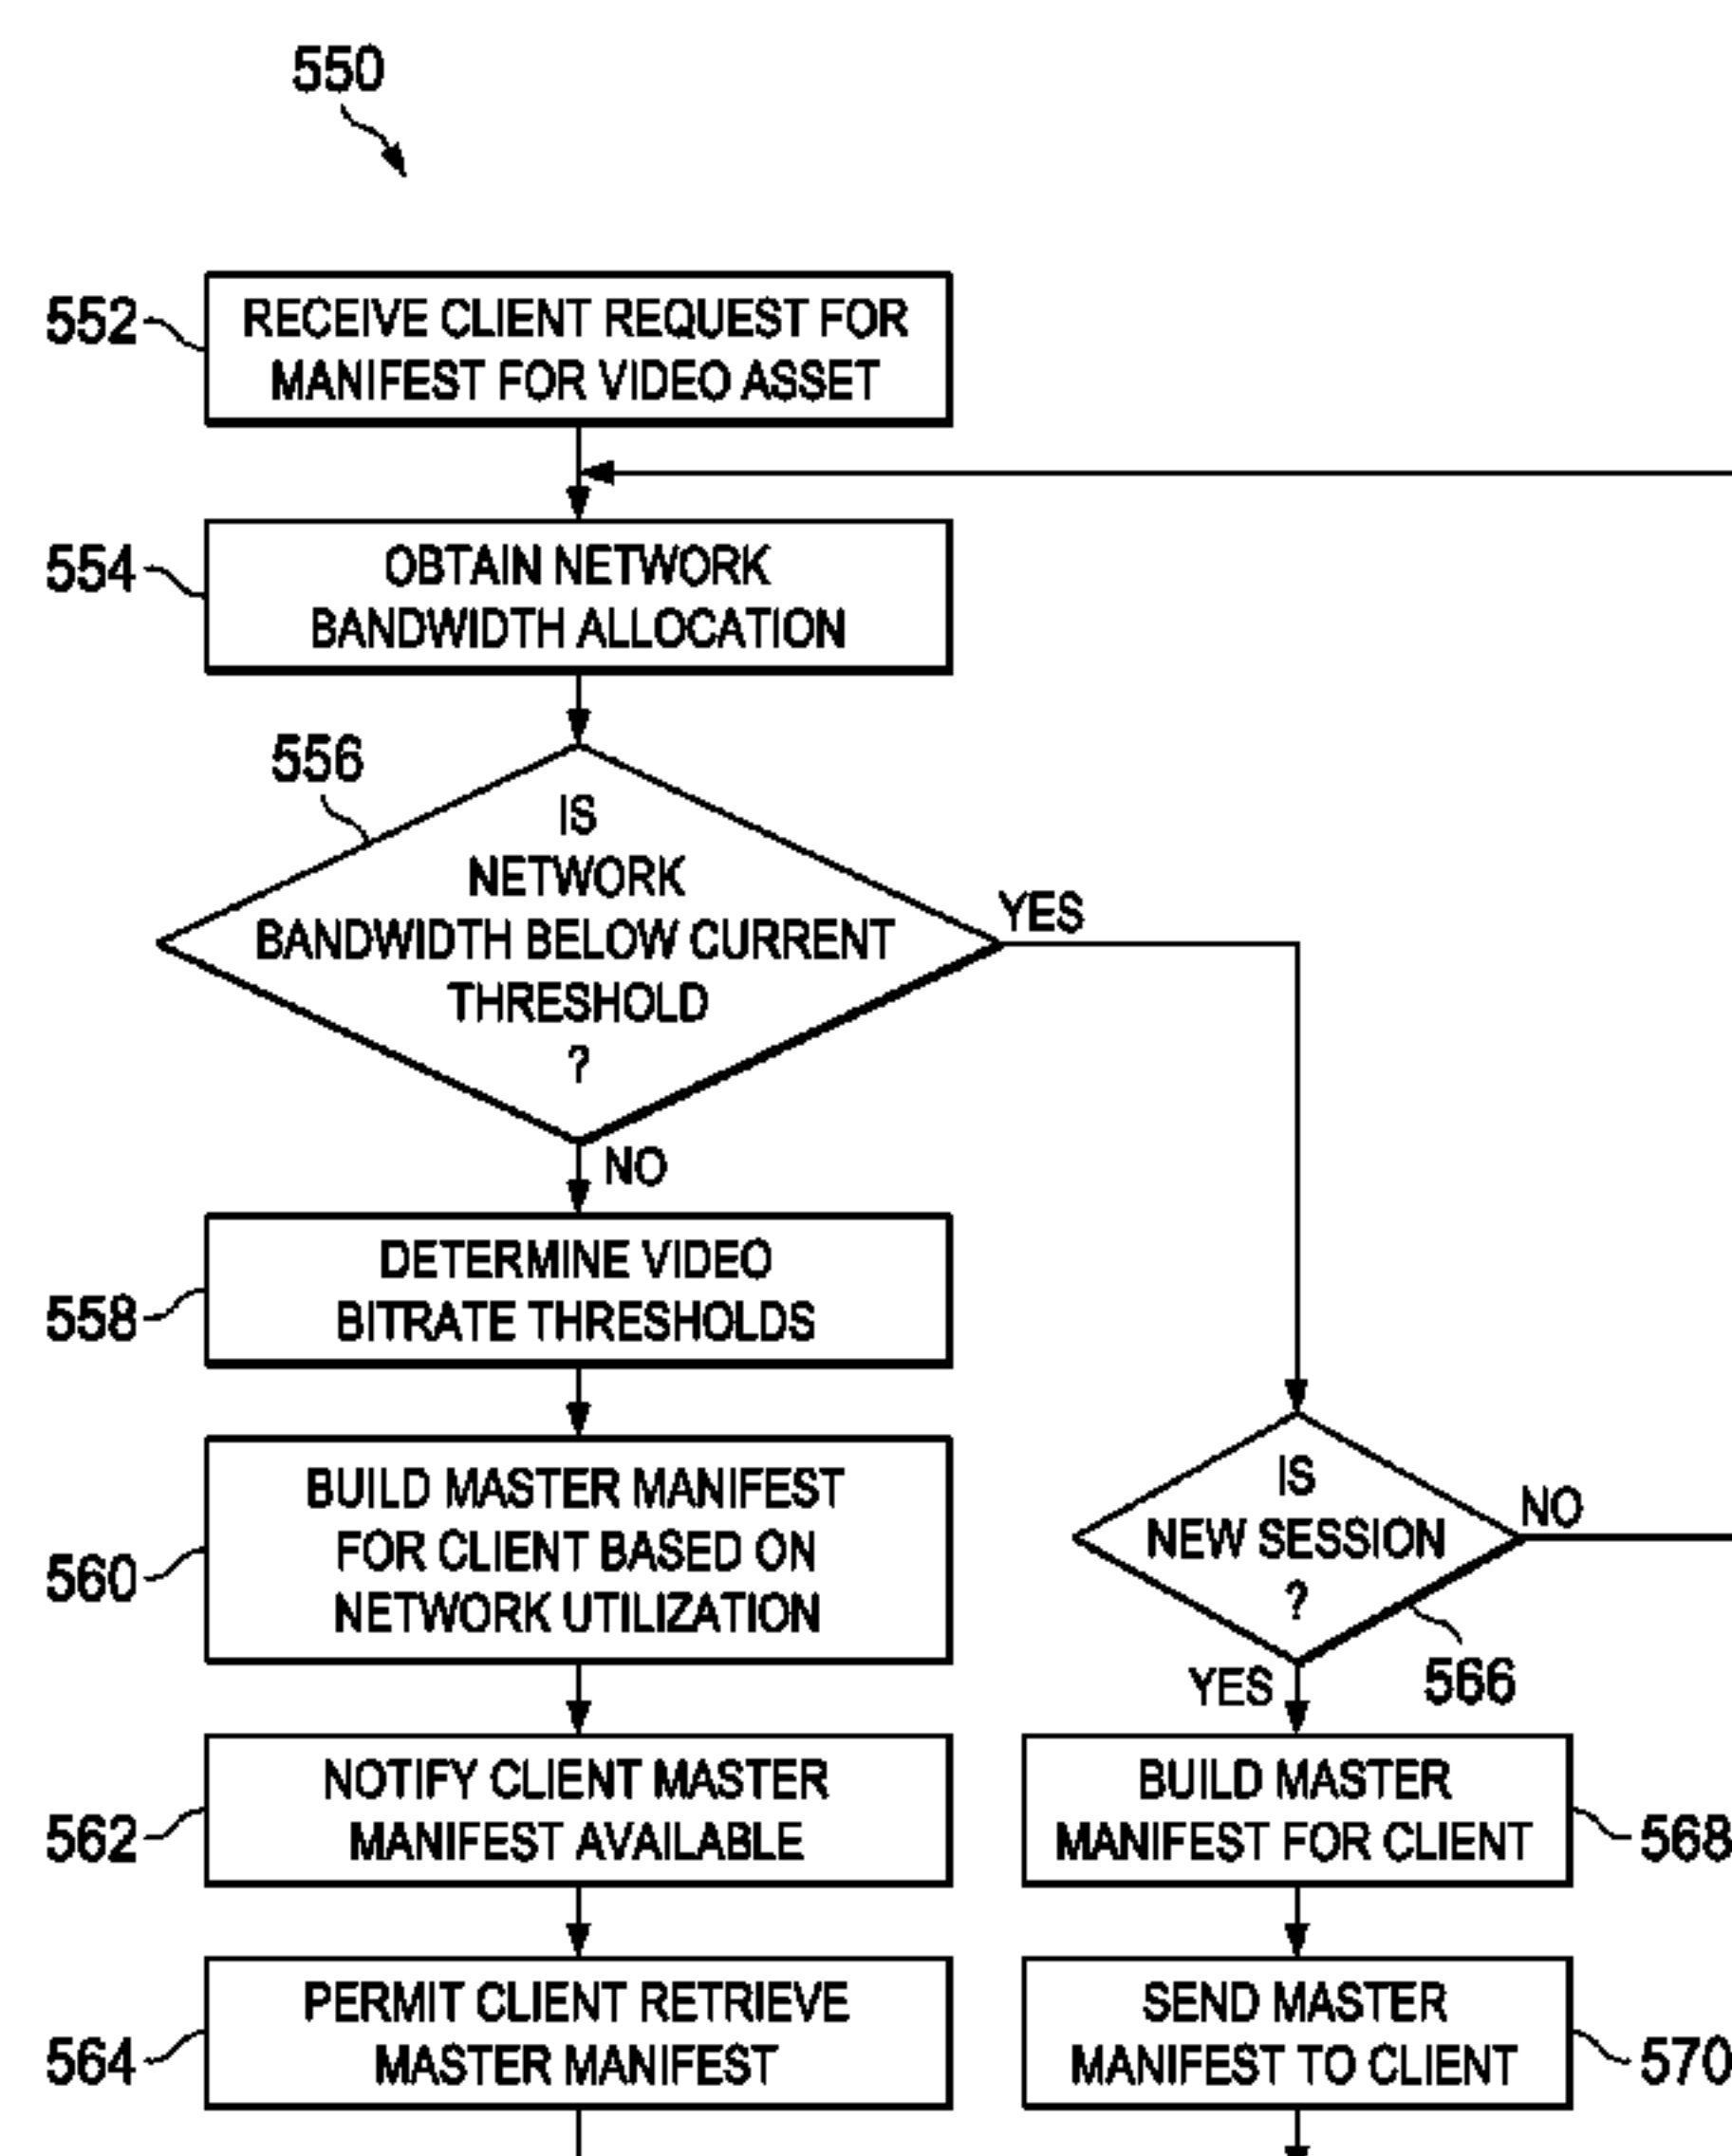 550
552
RECEIVE CLIENT REQUEST FOR
MANIFEST FOR VIDEO ASSET
554
OBTAIN NETWORK
BANDWIDTH ALLOCATION
556
IS
NETWORK
BANDWIDTH BELOW CURRENT
THRESHOLD
?
YES
NO
558
DETERMINE VIDEO
BITRATE THRESHOLDS
560
BUILD MASTER MANIFEST
FOR CLIENT BASED ON
NETWORK UTILIZATION
IS
NEW SESSION
?
NO
566
YES
562
NOTIFY CLIENT MASTER
MANIFEST AVAILABLE
BUILD MASTER
MANIFEST FOR CLIENT
568
564
PERMIT CLIENT RETRIEVE
MASTER MANIFEST
SEND MASTER
MANIFEST TO CLIENT
570